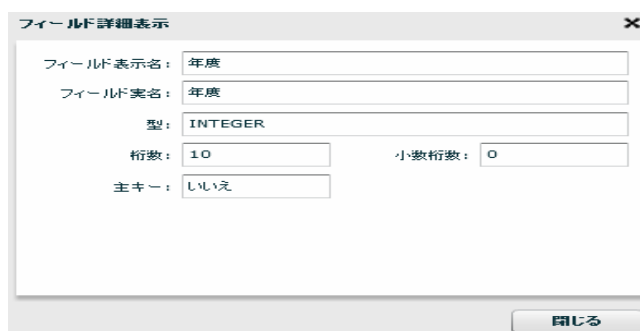 フィールド詳細表示 ×
フィールド表示名: 年度
フィールド実名: 年度
型: INTEGER
桁数: 10 小数桁数: 0
主キー: いいえ
閉じる